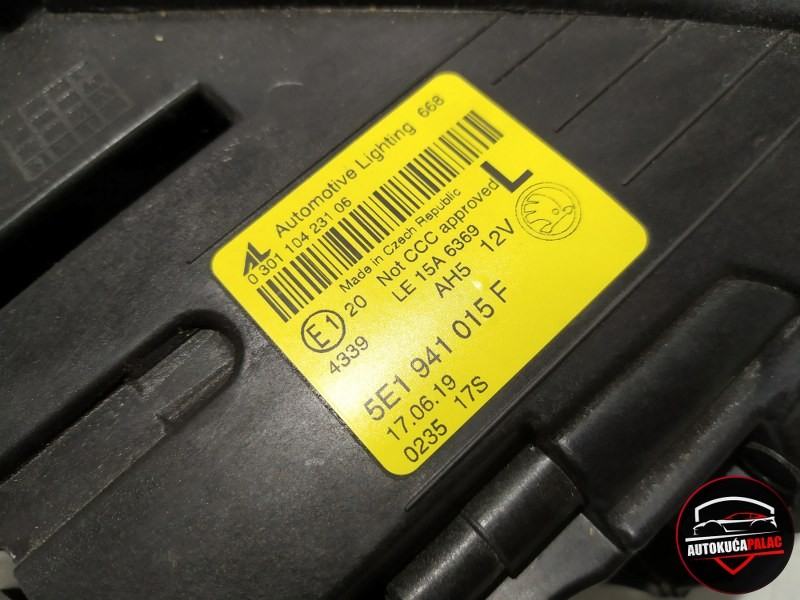 AL Automotive Lighting 668
0 301 104 231 06
Made in Czech Republic
Not CCC approved L
E1 20 LE 15A 6369
4339 AH5 12V
5E1 941 015 F
17.06.19
0235 17S
AUTOKUĆAPALAC